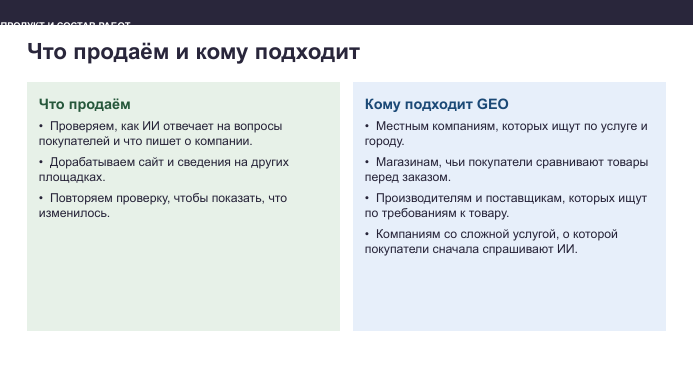 ПРОДУКТ И СОСТАВ РАБОТ
Что продаём и кому подходит
Что продаём
• Проверяем, как ИИ отвечает на вопросы
покупателей и что пишет о компании.
• Дорабатываем сайт и сведения на других
площадках.
• Повторяем проверку, чтобы показать, что
изменилось.
Кому подходит GEO
• Местным компаниям, которых ищут по услуге и
городу.
• Магазинам, чьи покупатели сравнивают товары
перед заказом.
• Производителям и поставщикам, которых ищут
по требованиям к товару.
• Компаниям со сложной услугой, о которой
покупатели сначала спрашивают ИИ.